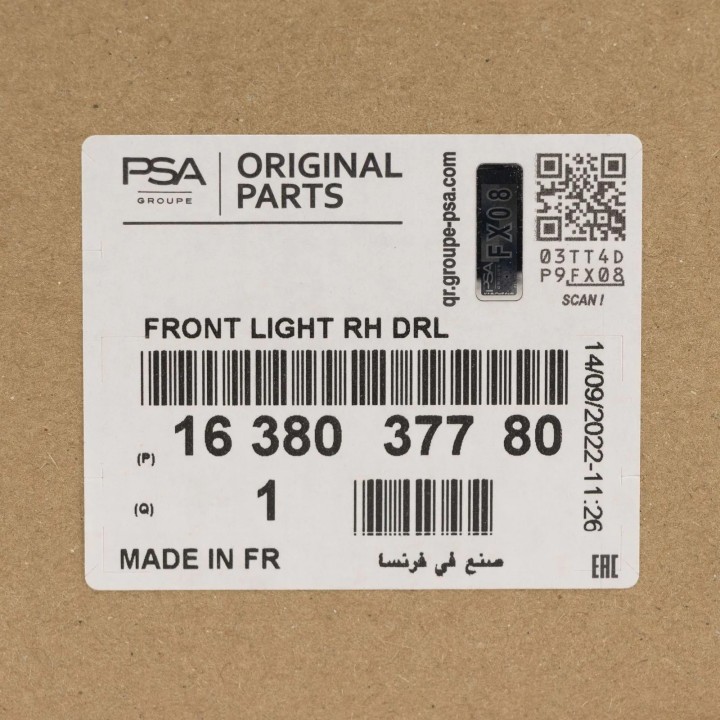 PSA
GROUPE
ORIGINAL
PARTS
qr.groupe-psa.com
PSA
FX08
03TT4D
P9FX08
SCAN !
FRONT LIGHT RH DRL
(P) 16 380 377 80
14/09/2022-11:26
(Q) 1
MADE IN FR
صنع في فرنسا
EAC